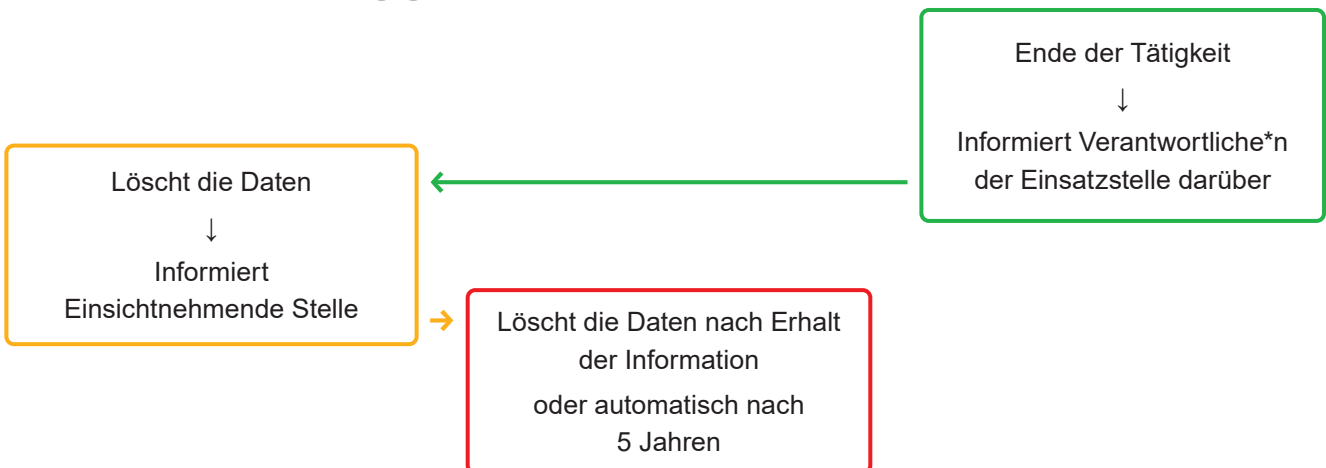 Ende der Tätigkeit
↓
Informiert Verantwortliche*n
der Einsatzstelle darüber
Löscht die Daten
↓
Informiert
Einsichtnehmende Stelle
Löscht die Daten nach Erhalt
der Information
oder automatisch nach
5 Jahren